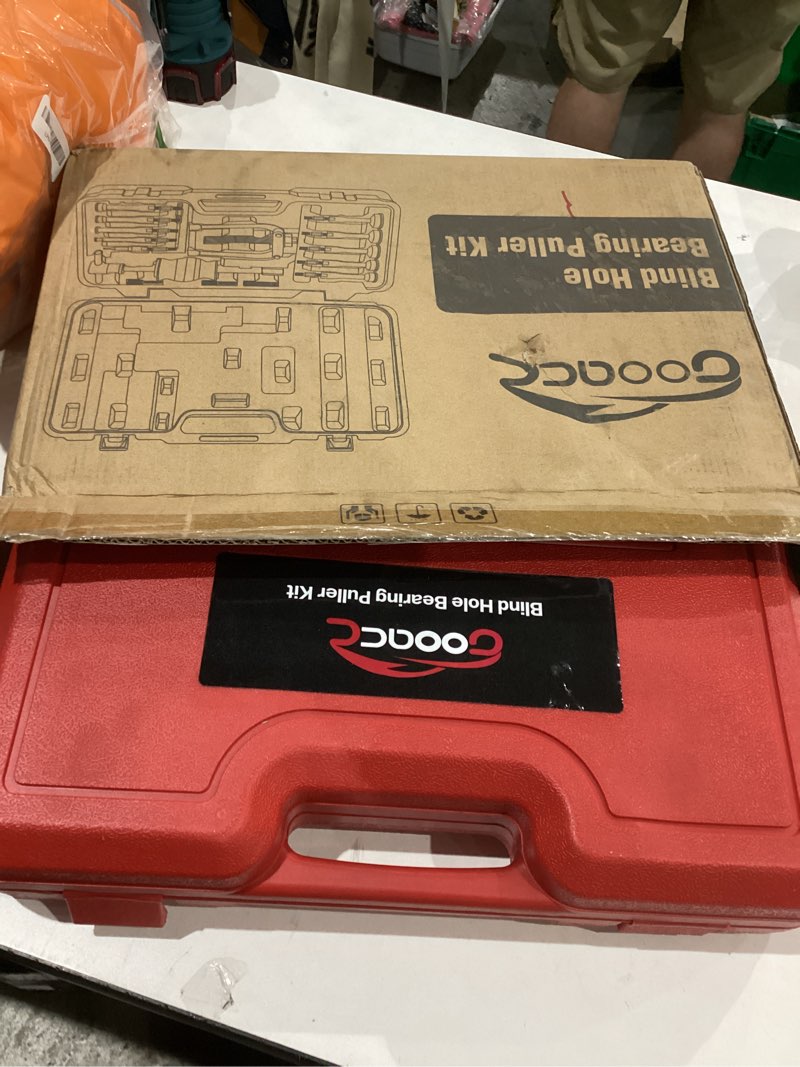 GOOACC
Blind Hole Bearing Puller Kit
GOOACC
Blind Hole
Bearing Puller Kit